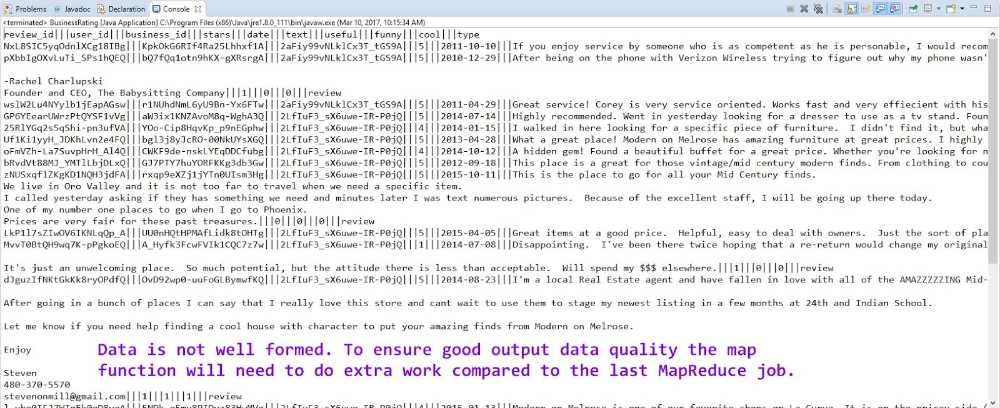 Problems @ Javadoc Declaration Console
<terminated> BusinessRating [Java Application] C:\Program Files (x86)\Java\jre1.8.0_111\bin\javaw.exe (Mar 10, 2017, 10:15:34 AM)
review_id|||user_id|||business_id|||stars|||date|||text|||useful|||funny|||cool|||type
NxL8SIC5yqOdnlXCg18IBg|||KpkOkG6RIf4Ra25Lhhxf1A|||2aFiy99vNLklCx3T_tGS9A|||5|||2011-10-10|||If you enjoy service by someone who is as competent as he is personable, I would recom
pXbbIgOXvLuTi_SPs1hQEQ|||bQ7fQq1otn9hKX-gXRsrgA|||2aFiy99vNLklCx3T_tGS9A|||5|||2010-12-29|||After being on the phone with Verizon Wireless trying to figure out why my phone wasn'
-Rachel Charlupski
Founder and CEO, The Babysitting Company|||1|||0|||0|||review
wslW2Lu4NYylb1jEapAGsw|||r1NUhdNmL6yU9Bn-Yx6FTw|||2aFiy99vNLklCx3T_tGS9A|||5|||2011-04-29|||Great service! Corey is very service oriented. Works fast and very effiecient with his
GP6YEearUWrzPtQYSF1vVg|||aW3ix1KNZAvoM8q-WghA3Q|||2LfIuF3_sX6uwe-IR-P0jQ|||5|||2014-07-14|||Highly recommended. Went in yesterday looking for a dresser to use as a tv stand. Foun
25RlYGq2s5qShi-pn3ufVA|||YOo-Cip8HqvKp_p9nEGphw|||2LfIuF3_sX6uwe-IR-P0jQ|||4|||2014-01-15|||I walked in here looking for a specific piece of furniture.  I didn't find it, but wha
Uf1Ki1yyH_JDKhLvn2e4FQ|||bgl3j8yJcRO-00NkUYsXGQ|||2LfIuF3_sX6uwe-IR-P0jQ|||5|||2013-04-28|||What a great place! Modern on Melrose has amazing furniture at great prices. I highly
oFmVZh-La7SuvpHrH_Al4Q|||CWKF9de-nskLYEqDDCfubg|||2LfIuF3_sX6uwe-IR-P0jQ|||4|||2014-10-12|||A hidden gem! Found a beautiful buffet for a great price. Whether you're looking for n
bRvdVt88MJ_YMTlLbjDLxQ|||GJ7PTY7huYORFKKg3db3Gw|||2LfIuF3_sX6uwe-IR-P0jQ|||5|||2012-09-18|||This place is a great for those vintage/mid century modern finds. From clothing to cou
zNUSxqflZKgKD1NQH3jdFA|||rxqp9eXZj1jYTn0UIsm3Hg|||2LfIuF3_sX6uwe-IR-P0jQ|||5|||2015-10-11|||This is the place to go for all your Mid Century finds.
We live in Oro Valley and it is not too far to travel when we need a specific item.
I called yesterday asking if they has something we need and minutes later I was text numerous pictures.  Because of the excellent staff, I will be going up there today.
One of my number one places to go when I go to Phoenix.
Prices are very fair for these past treasures.|||0|||0|||0|||review
LkP1l7sZIwOV6IKNLqQp_A|||UU0nHQtHPMAfLidk8tOHTg|||2LfIuF3_sX6uwe-IR-P0jQ|||5|||2015-04-05|||Great items at a good price.  Helpful, easy to deal with owners.  Just the sort of pla
MvvT0BtQH9wq7K-pPgkoEQ|||A_Hyfk3FcwFVIk1CQC7z7w|||2LfIuF3_sX6uwe-IR-P0jQ|||1|||2014-07-08|||Disappointing.  I've been there twice hoping that a re-return would change my original
It's just an unwelcoming place.  So much potential, but the attitude there is less than acceptable.  Will spend my $$$ elsewhere.|||1|||0|||0|||review
dJguzIfNKtGkKk8ryOPdfQ|||OvD92wp0-uuFoGLBymwfKQ|||2LfIuF3_sX6uwe-IR-P0jQ|||5|||2014-08-23|||I'm a local Real Estate agent and have fallen in love with all of the AMAZZZZZING Mid-
After going in a bunch of places I can say that I really love this store and cant wait to use them to stage my newest listing in a few months at 24th and Indian School.
Let me know if you need help finding a cool house with character to put your amazing finds from Modern on Melrose.
Enjoy
Data is not well formed. To ensure good output data quality the map
function will need to do extra work compared to the last MapReduce job.
Steven
480-370-5570
stevenonmill@gmail.com|||1|||1|||1|||review